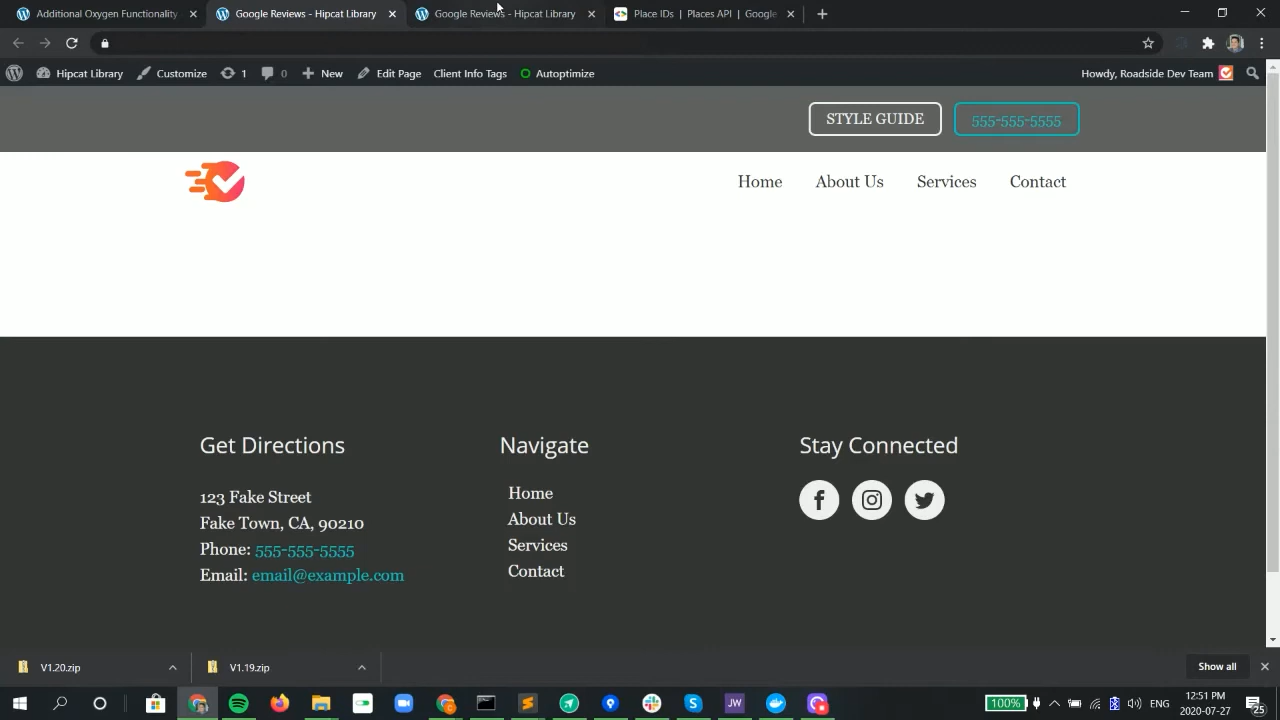 Additional Oxygen Functionality
Google Reviews - Hipcat Library
Google Reviews - Hipcat Library
Place IDs | Places API | Google
Hipcat Library
Customize
1
0
New
Edit Page
Client Info Tags
Autoptimize
Howdy, Roadside Dev Team
STYLE GUIDE
555-555-5555
Home
About Us
Services
Contact
Get Directions
123 Fake Street
Fake Town, CA, 90210
Phone: 555-555-5555
Email: email@example.com
Navigate
Home
About Us
Services
Contact
Stay Connected
V1.20.zip
V1.19.zip
Show all
JW
100%
ENG
12:51 PM
2020-07-27
25